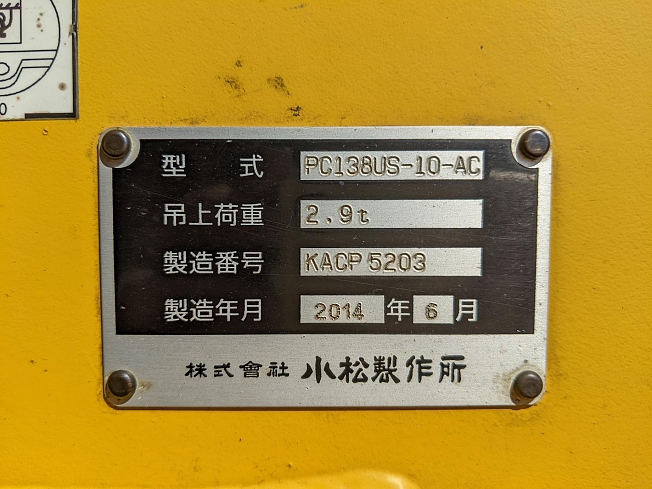 0
型 式 PC138US-10-AC
吊上荷重 2.9t
製造番号 KACP 5203
製造年月 2014 年 6 月
株式會社 小松製作所